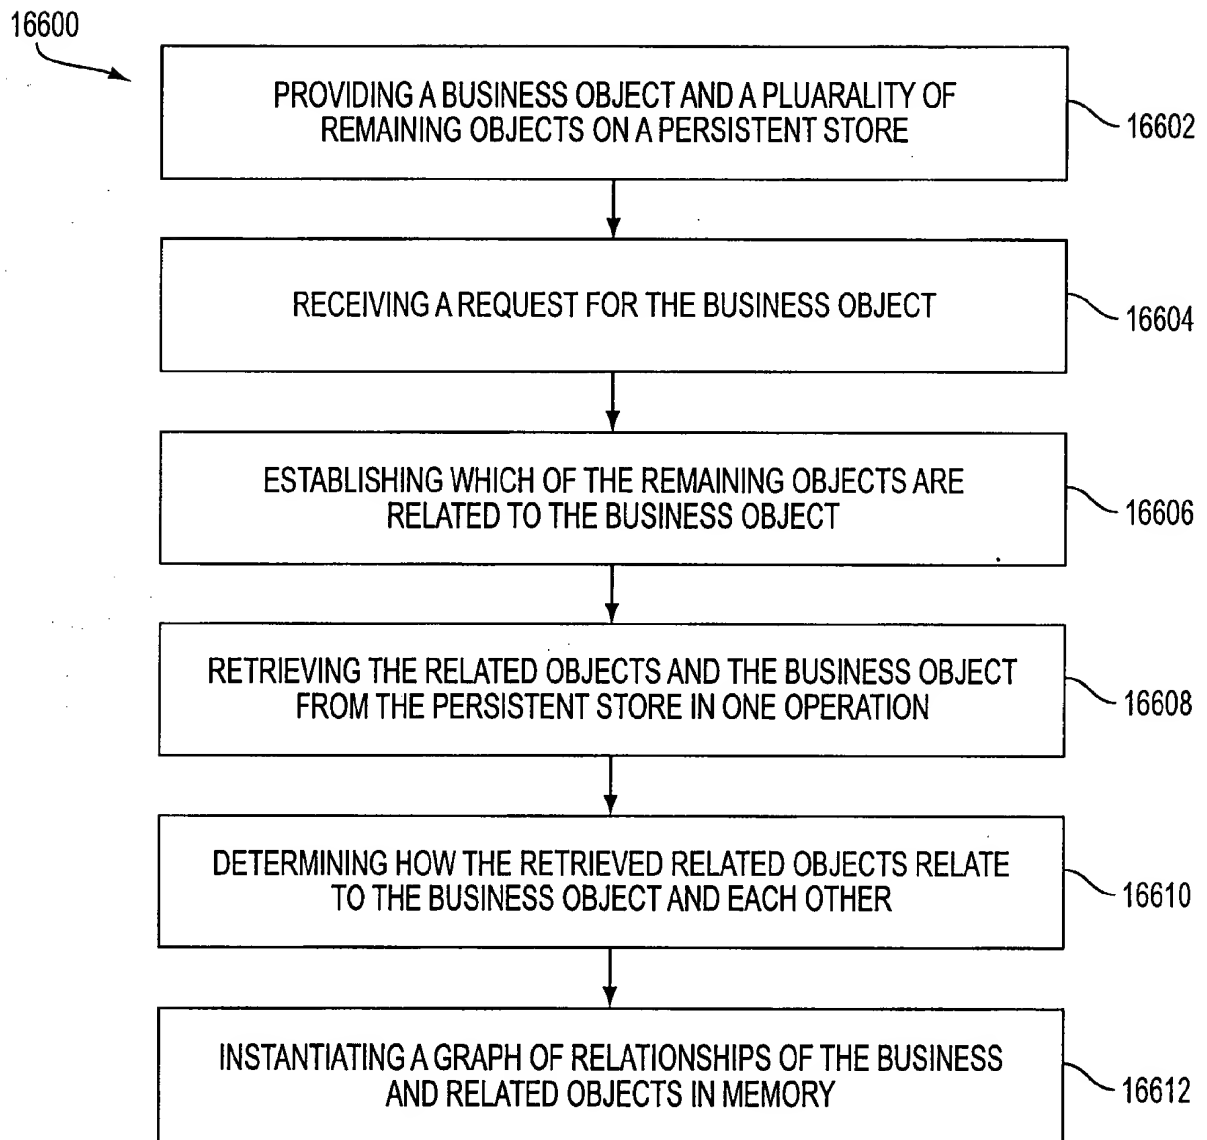 16600
PROVIDING A BUSINESS OBJECT AND A PLUARALITY OF
REMAINING OBJECTS ON A PERSISTENT STORE
16602
RECEIVING A REQUEST FOR THE BUSINESS OBJECT
16604
ESTABLISHING WHICH OF THE REMAINING OBJECTS ARE
RELATED TO THE BUSINESS OBJECT
16606
RETRIEVING THE RELATED OBJECTS AND THE BUSINESS OBJECT
FROM THE PERSISTENT STORE IN ONE OPERATION
16608
DETERMINING HOW THE RETRIEVED RELATED OBJECTS RELATE
TO THE BUSINESS OBJECT AND EACH OTHER
16610
INSTANTIATING A GRAPH OF RELATIONSHIPS OF THE BUSINESS
AND RELATED OBJECTS IN MEMORY
16612